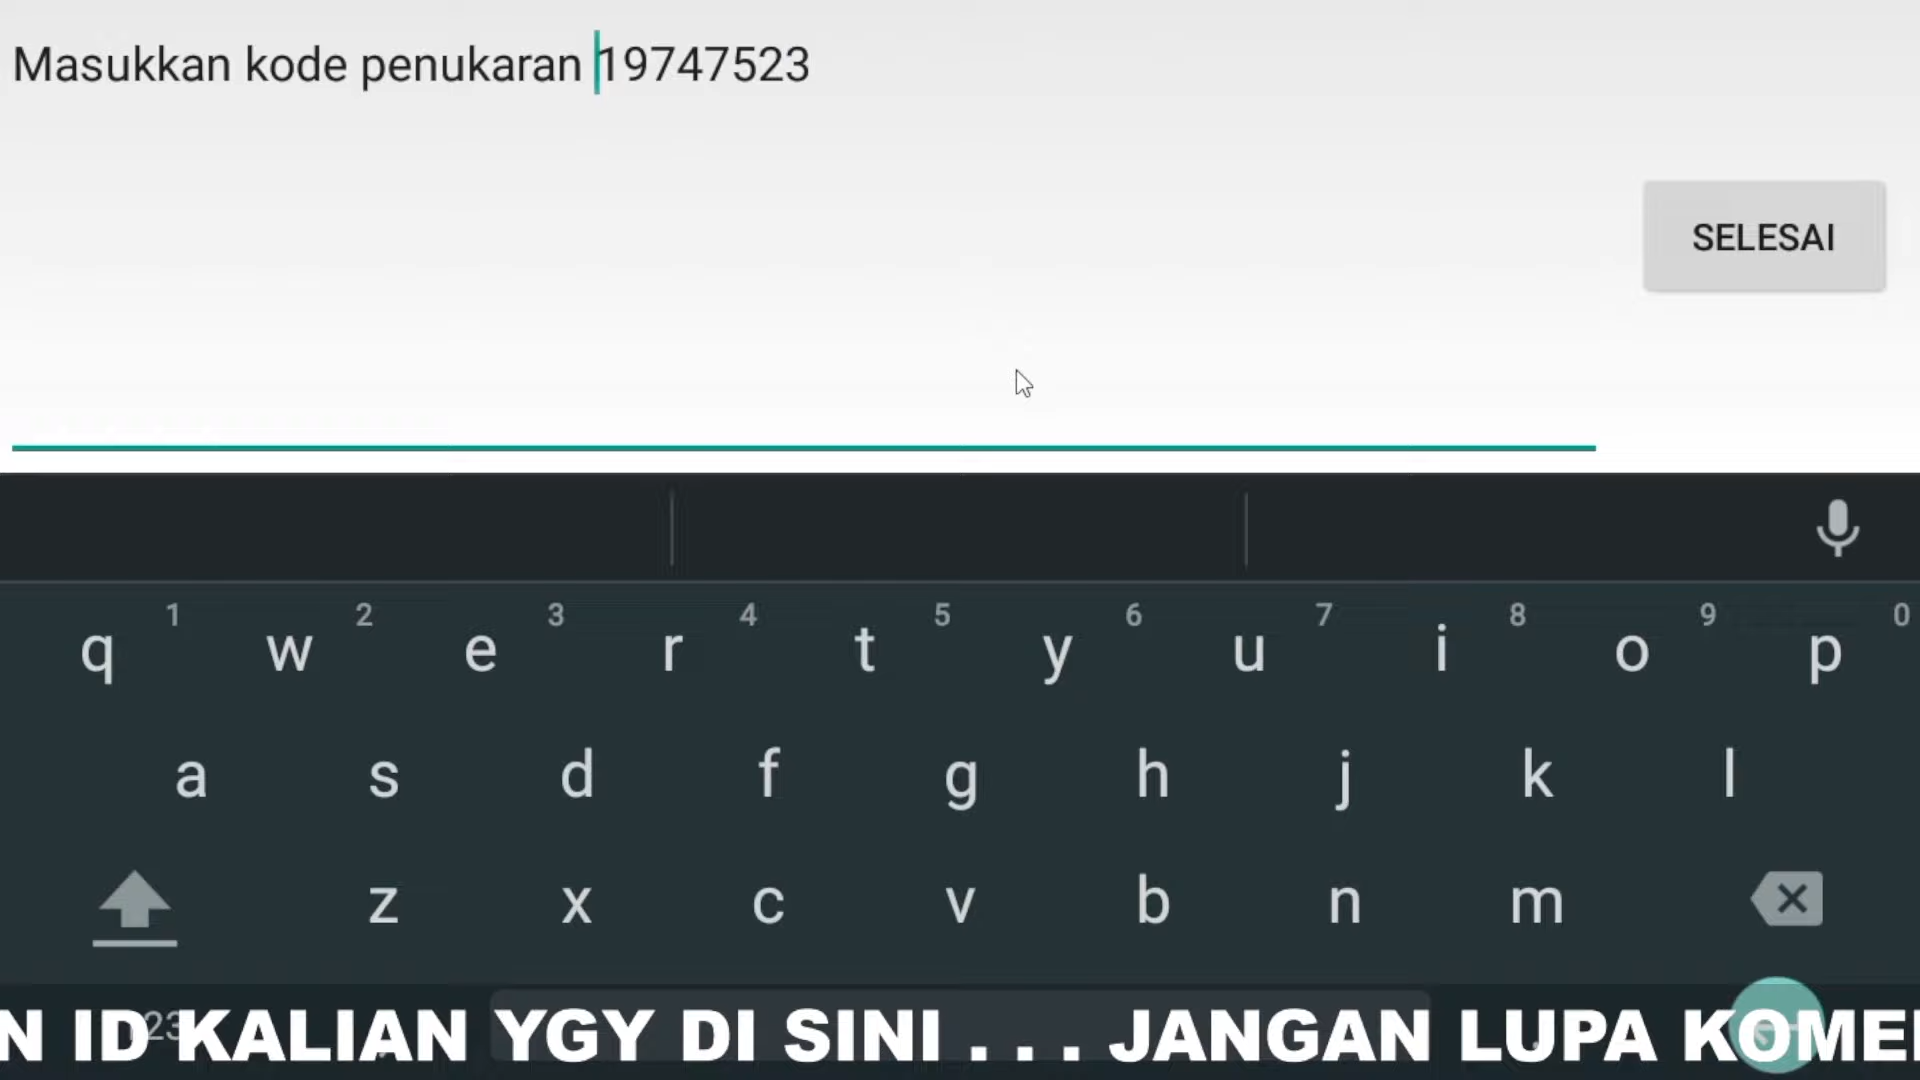 Masukkan kode penukaran 19747523
SELESAI
1 2 3 4 5 6 7 8 9 0
q w e r t y u i o p
a s d f g h j k l
z x c v b n m
N ID KALIAN YGY DI SINI . . . JANGAN LUPA KOME